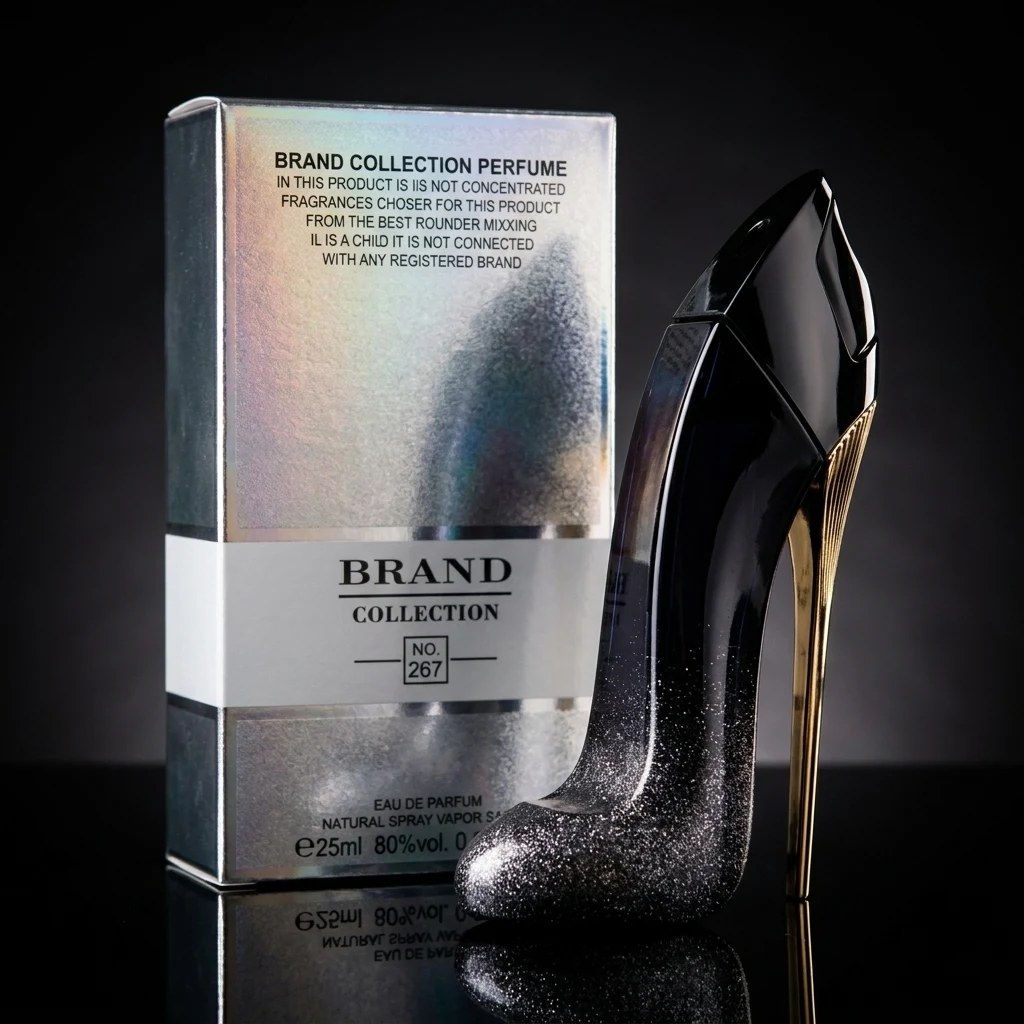 BRAND COLLECTION PERFUME
IN THIS PRODUCT IS IIS NOT CONCENTRATED
FRAGRANCES CHOSER FOR THIS PRODUCT
FROM THE BEST ROUNDER MIXXING
IL IS A CHILD IT IS NOT CONNECTED
WITH ANY REGISTERED BRAND
BRAND
COLLECTION
NO.
267
EAU DE PARFUM
NATURAL SPRAY VAPOR
℮25ml 80%vol.